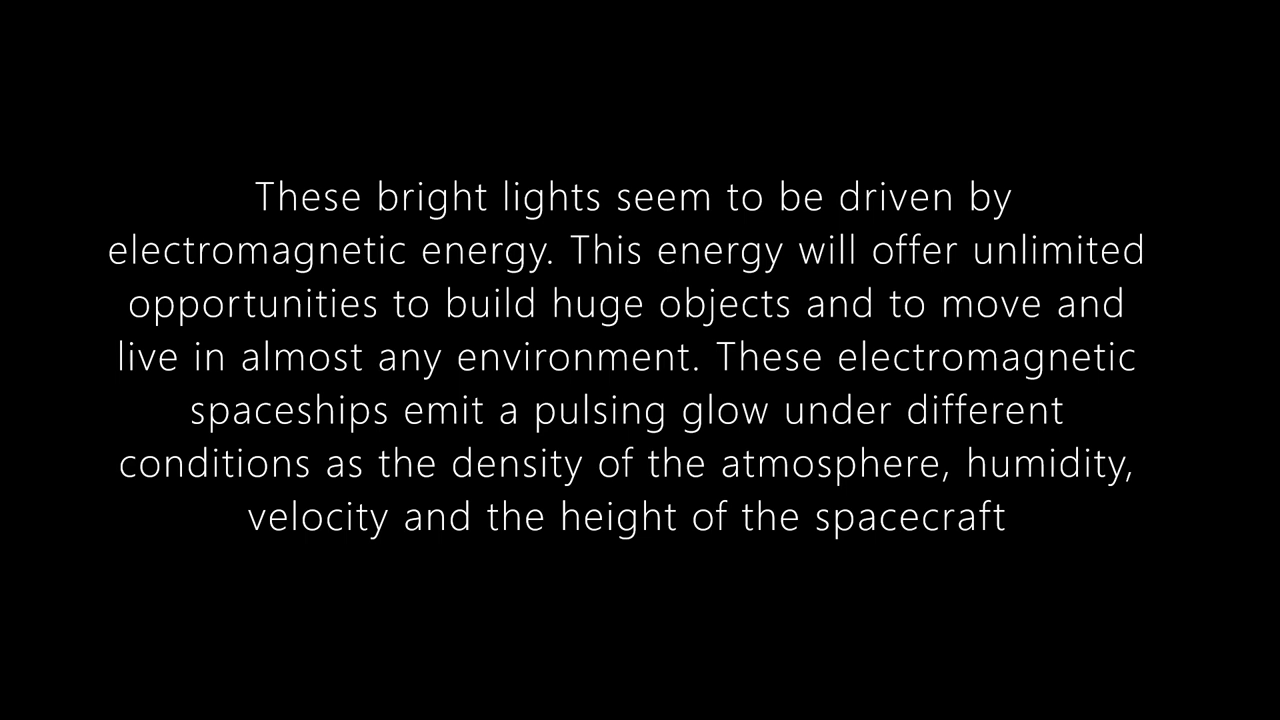 These bright lights seem to be driven by
electromagnetic energy. This energy will offer unlimited
opportunities to build huge objects and to move and
live in almost any environment. These electromagnetic
spaceships emit a pulsing glow under different
conditions as the density of the atmosphere, humidity,
velocity and the height of the spacecraft